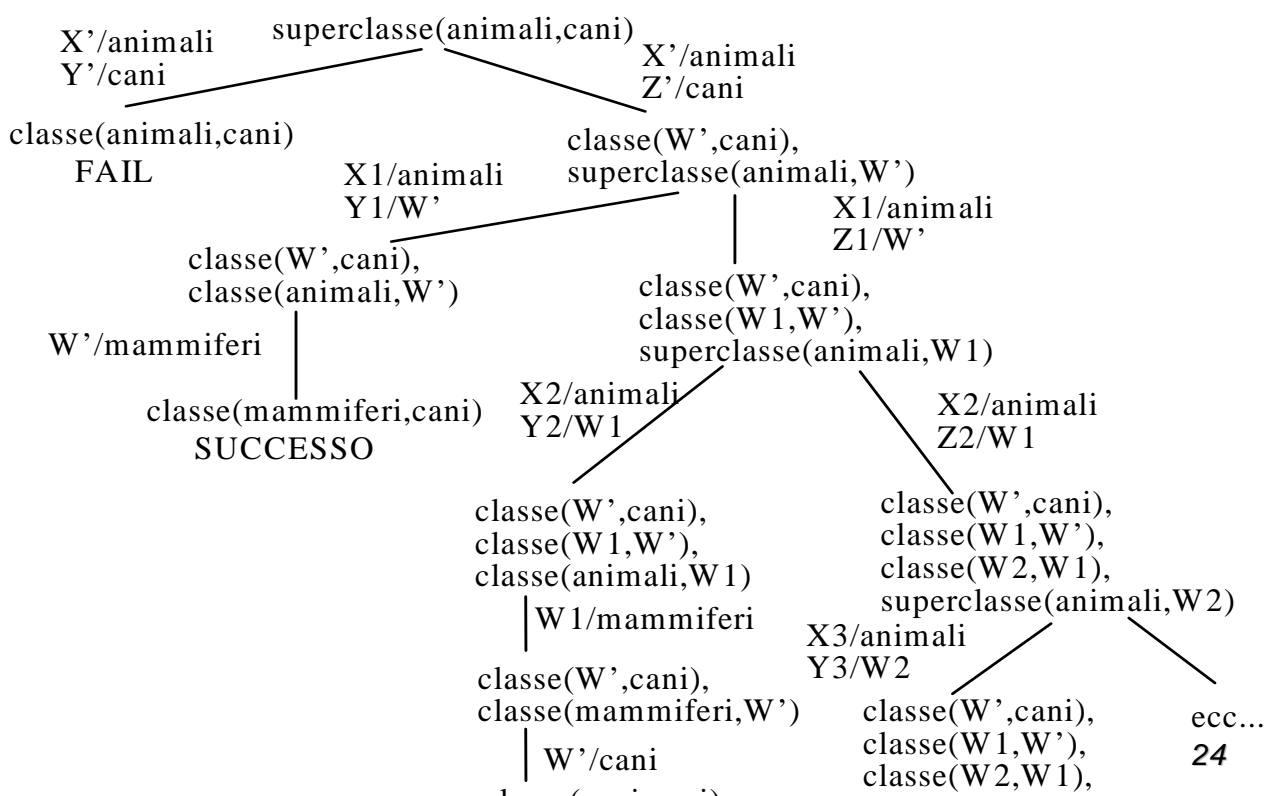 superclasse(animali,cani)
X’/animali
Y’/cani
X’/animali
Z’/cani
classe(animali,cani)
FAIL
classe(W’,cani),
superclasse(animali,W’)
X1/animali
Y1/W’
X1/animali
Z1/W’
classe(W’,cani),
classe(animali,W’)
classe(W’,cani),
classe(W1,W’),
superclasse(animali,W1)
W’/mammiferi
classe(mammiferi,cani)
SUCCESSO
X2/animali
Y2/W1
X2/animali
Z2/W1
classe(W’,cani),
classe(W1,W’),
classe(animali,W1)
classe(W’,cani),
classe(W1,W’),
classe(W2,W1),
superclasse(animali,W2)
W1/mammiferi
X3/animali
Y3/W2
classe(W’,cani),
classe(mammiferi,W’)
classe(W’,cani),
classe(W1,W’),
classe(W2,W1),
ecc...
24
W’/cani